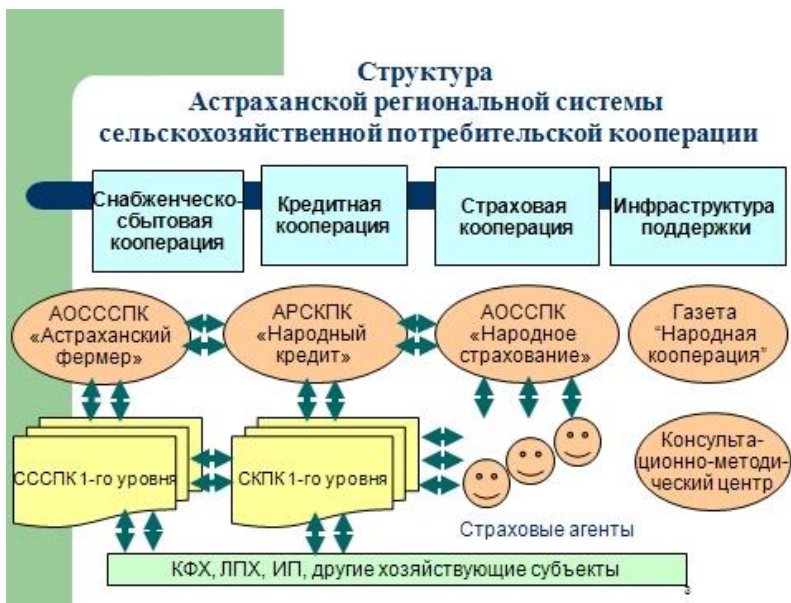 Структура
Астраханской региональной системы
сельскохозяйственной потребительской кооперации
Снабженческо-
сбытовая
кооперация
Кредитная
кооперация
Страховая
кооперация
Инфраструктура
поддержки
АОСССПК
«Астраханский
фермер»
АРСКПК
«Народный
кредит»
АОССПК
«Народное
страхование»
Газета
"Народная
кооперация"
СССПК 1-го уровня
СКПК 1-го уровня
Страховые агенты
Консульта-
ционно-методи-
ческий центр
КФХ, ЛПХ, ИП, другие хозяйствующие субъекты